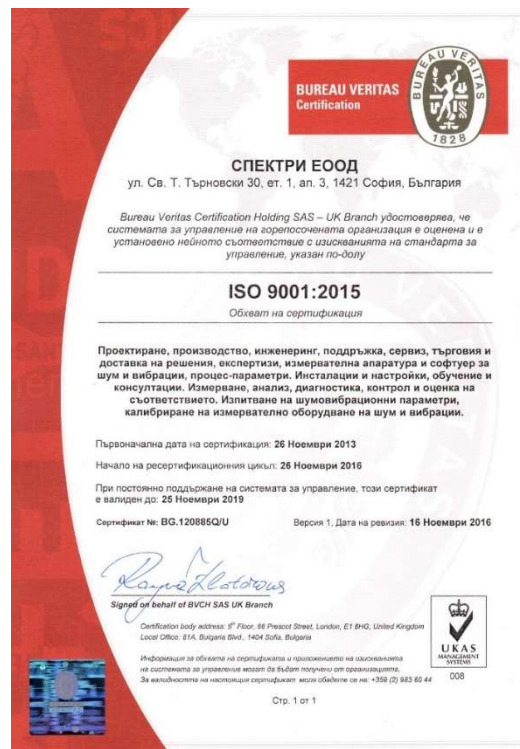 BUREAU VERITAS
Certification
BUREAU VERITAS
1828
СПЕКТРИ ЕООД
ул. Св. Т. Търновски 30, ет. 1, ап. 3, 1421 София, България
Bureau Veritas Certification Holding SAS – UK Branch удостоверява, че
системата за управление на горепосочената организация е оценена и е
установено нейното съответствие с изискванията на стандарта за
управление, указан по-долу
ISO 9001:2015
Обхват на сертификация
Проектиране, производство, инженеринг, поддръжка, сервиз, търговия и
доставка на решения, експертизи, измервателна апаратура и софтуер за
шум и вибрации, процес-параметри. Инсталации и настройки, обучение и
консултации. Измерване, анализ, диагностика, контрол и оценка на
съответствието. Изпитване на шумовибрационни параметри,
калибриране на измервателно оборудване на шум и вибрации.
Първоначална дата на сертификация: 26 Ноември 2013
Начало на ресертификационния цикъл: 26 Ноември 2016
При постоянно поддържане на системата за управление, този сертификат
е валиден до: 25 Ноември 2019
Сертификат №: BG.120885Q/U
Версия 1, Дата на ревизия: 16 Ноември 2016
Signed on behalf of BVCH SAS UK Branch
Certification body address: 5th Floor, 66 Prescot Street, London, E1 8HG, United Kingdom
Local Office: 81A, Bulgaria Blvd., 1404 Sofia, Bulgaria
Информация за обхвата на сертификата и приложението на изискванията
на системата за управление могат да бъдат получени от организацията.
За валидността на настоящия сертификат, моля обадете се на: +359 (2) 983 60 44
UKAS
MANAGEMENT
SYSTEMS
008
Стр. 1 от 1